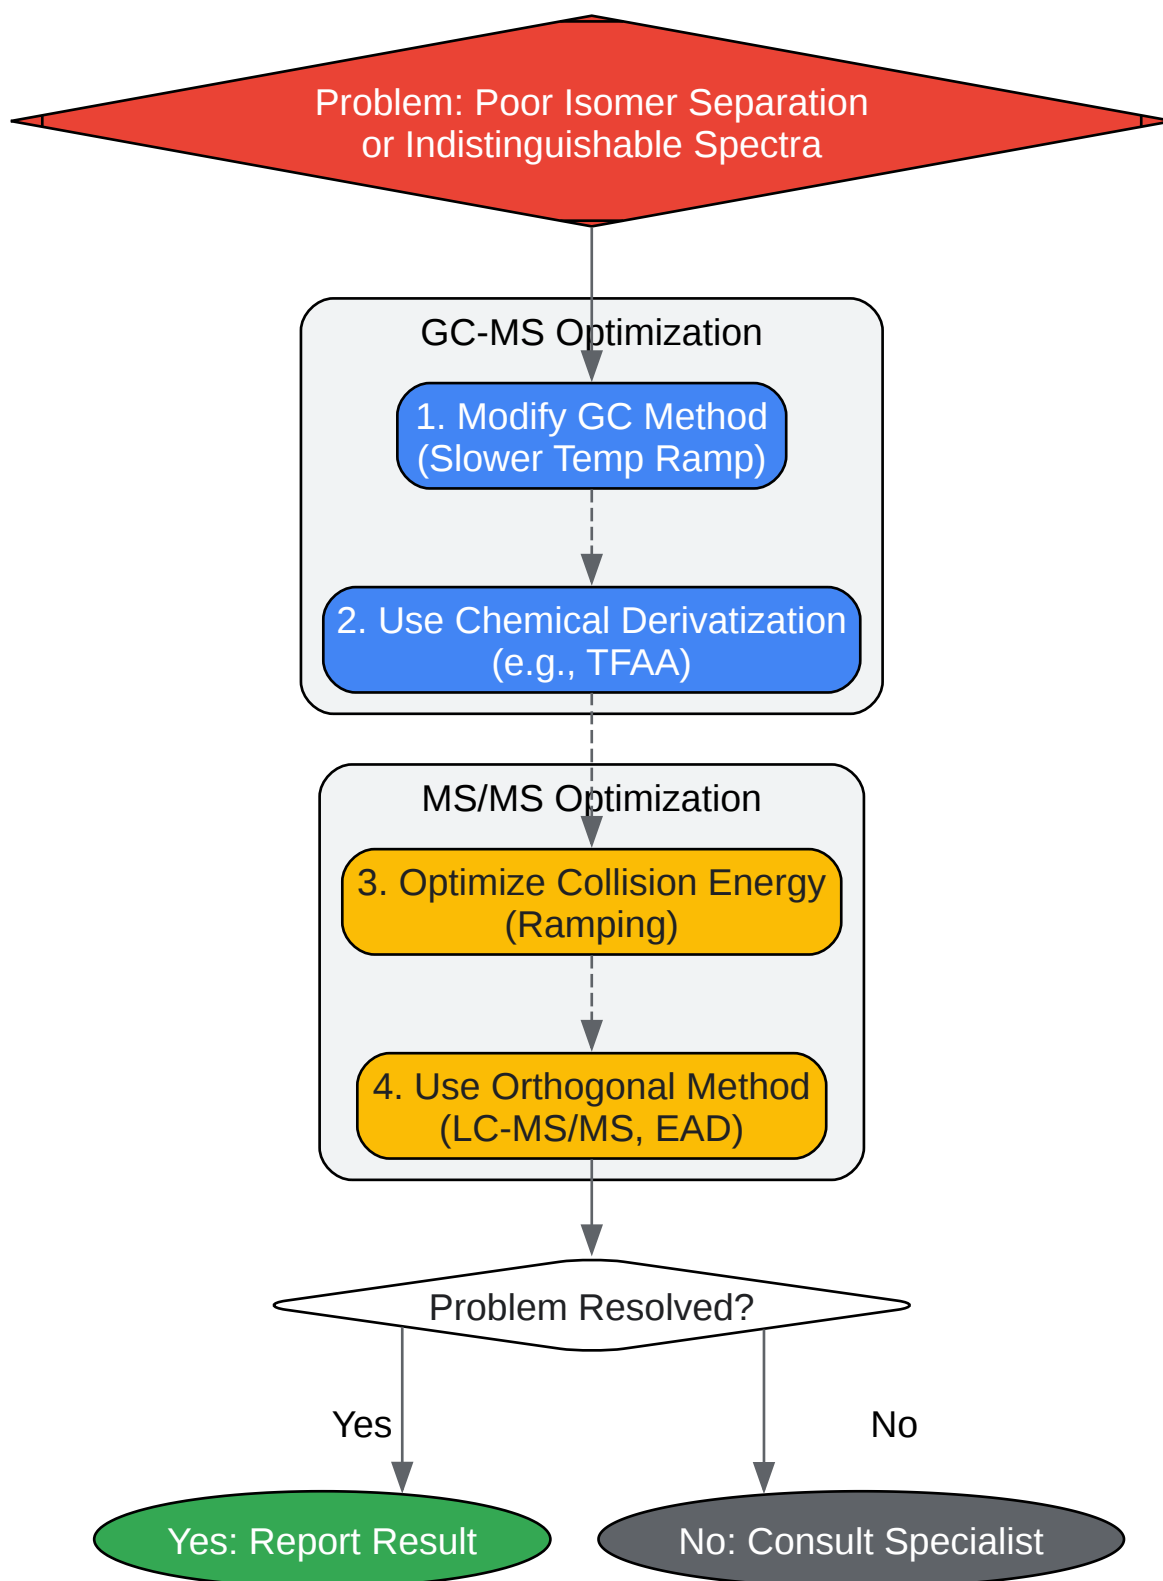 Problem: Poor Isomer Separation
or Indistinguishable Spectra
GC-MS Optimization
1. Modify GC Method
(Slower Temp Ramp)
2. Use Chemical Derivatization
(e.g., TFAA)
MS/MS Optimization
3. Optimize Collision Energy
(Ramping)
4. Use Orthogonal Method
(LC-MS/MS, EAD)
Problem Resolved?
Yes
No
Yes: Report Result
No: Consult Specialist